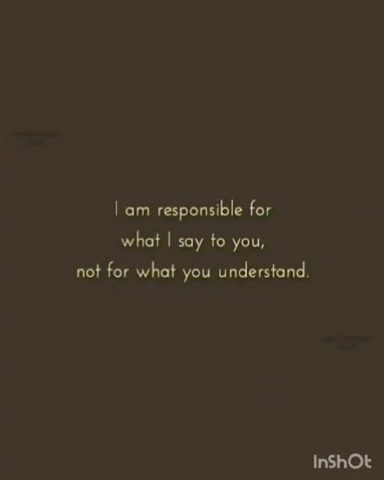 I am responsible for
what I say to you,
not for what you understand.
InShOt